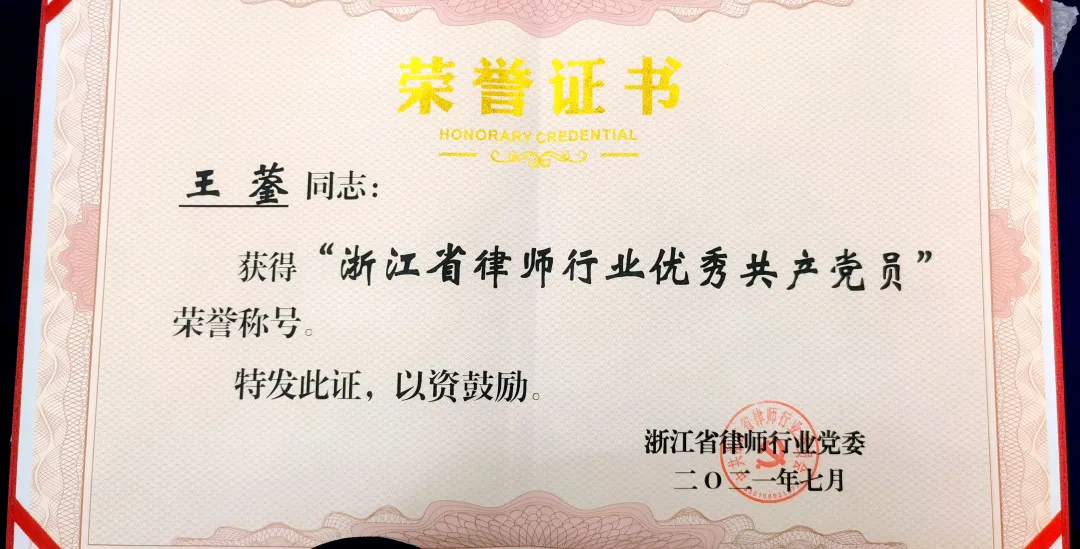 荣誉证书
HONORARY CREDENTIAL
王蓥同志：
获得“浙江省律师行业优秀共产党员”
荣誉称号。
特发此证，以资鼓励。
浙江省律师行业党委
二〇二一年七月